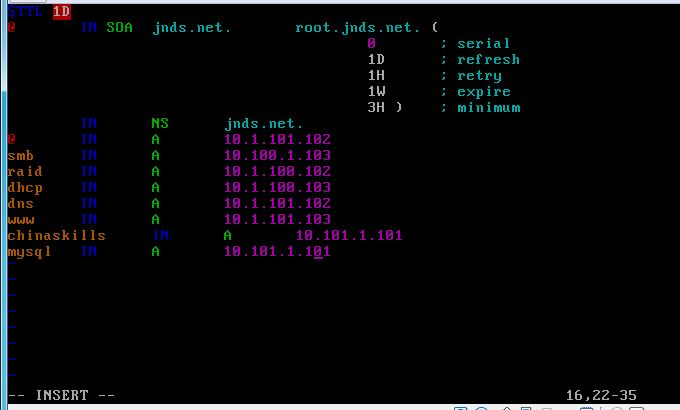 $TTL 1D
@ IN SOA jnds.net. root.jnds.net. (
0 ; serial
1D ; refresh
1H ; retry
1W ; expire
3H ) ; minimum
IN NS jnds.net.
@ IN A 10.1.101.102
smb IN A 10.100.1.103
raid IN A 10.1.100.102
dhcp IN A 10.1.100.103
dns IN A 10.1.101.102
www IN A 10.1.101.103
chinaskills IN A 10.101.1.101
mysql IN A 10.101.1.101
~
~
~
~
~
~
~
-- INSERT -- 16,22-35